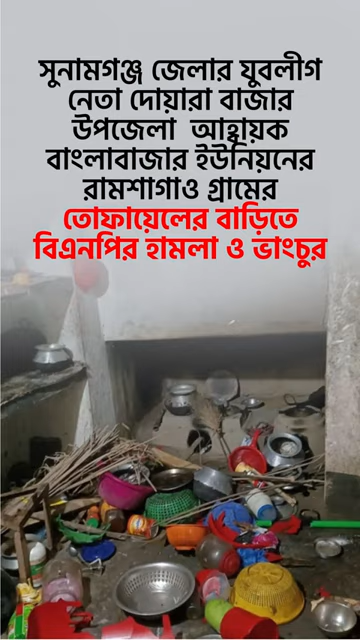 সুনামগঞ্জ জেলার যুবলীগ
নেতা দোয়ারা বাজার
উপজেলা আহ্বায়ক
বাংলাবাজার ইউনিয়নের
রামশাগাও গ্রামের
তোফায়েলের বাড়িতে
বিএনপির হামলা ও ভাংচুর